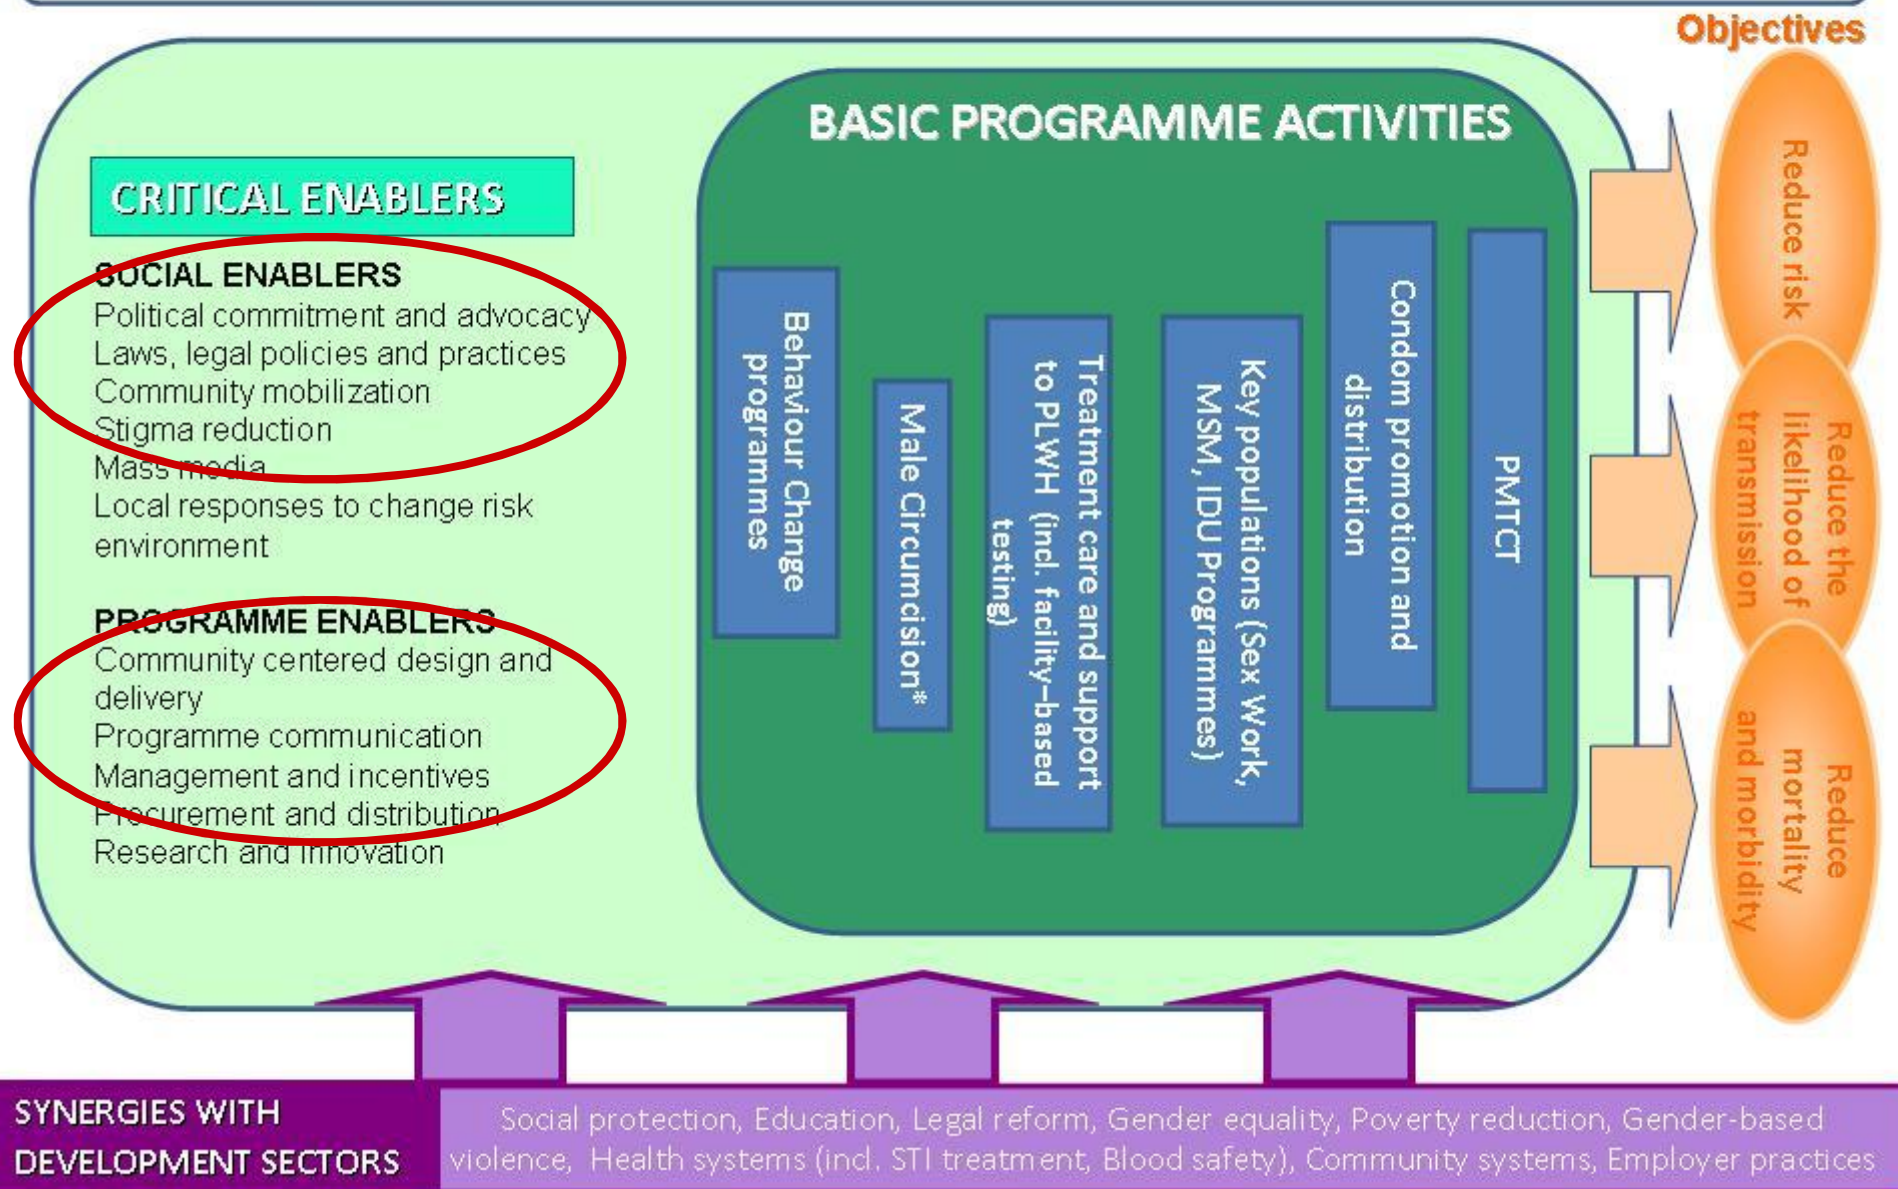 Objectives
BASIC PROGRAMME ACTIVITIES
CRITICAL ENABLERS
SOCIAL ENABLERS
Political commitment and advocacy
Laws, legal policies and practices
Community mobilization
Stigma reduction
Mass media
Local responses to change risk
environment
PROGRAMME ENABLERS
Community centered design and
delivery
Programme communication
Management and incentives
Procurement and distribution
Research and Innovation
Behaviour Change
programmes
Male Circumcision*
Treatment care and support
to PLWH (incl. facility-based
testing)
Key populations (Sex Work,
MSM, IDU Programmes)
Condom promotion and
distribution
PMTCT
Reduce risk
Reduce the
likelihood of
transmission
Reduce
mortality
and morbidity
SYNERGIES WITH
DEVELOPMENT SECTORS
Social protection, Education, Legal reform, Gender equality, Poverty reduction, Gender-based
violence, Health systems (incl. STI treatment, Blood safety), Community systems, Employer practices